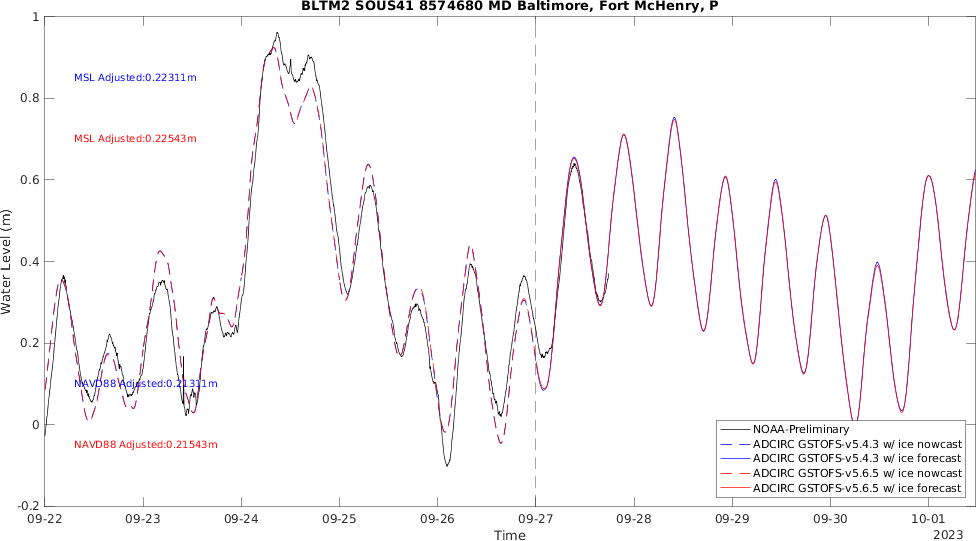 BLTM2 SOUS41 8574680 MD Baltimore, Fort McHenry, P
1
MSL Adjusted:0.22311m
0.8
MSL Adjusted:0.22543m
0.6
Water Level (m)
0.4
0.2
NAVD88 Adjusted:0.21311m
0
NAVD88 Adjusted:0.21543m
NOAA-Preliminary
ADCIRC GSTOFS-v5.4.3 w/ ice nowcast
ADCIRC GSTOFS-v5.4.3 w/ ice forecast
ADCIRC GSTOFS-v5.6.5 w/ ice nowcast
ADCIRC GSTOFS-v5.6.5 w/ ice forecast
-0.2
09-22 09-23 09-24 09-25 09-26 09-27 09-28 09-29 09-30 10-01
Time
2023